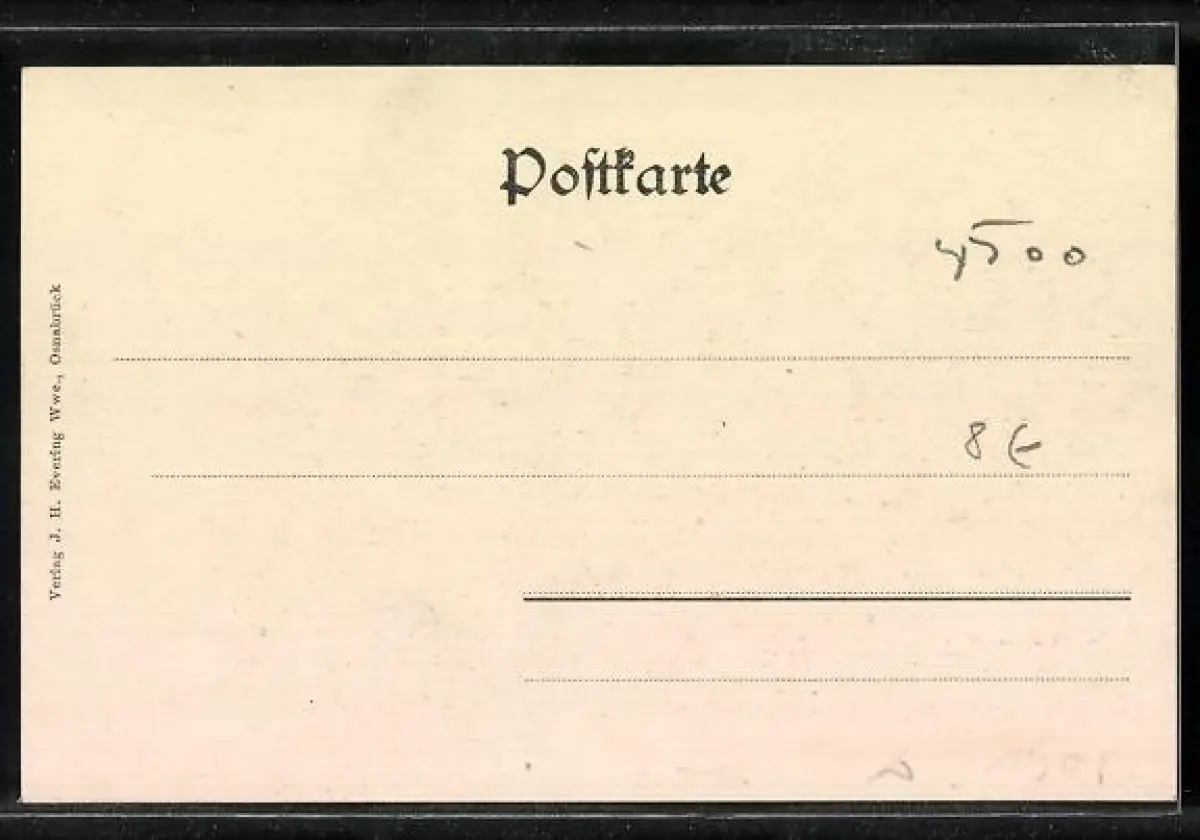 Postkarte
4500
8 €
Verlag J. H. Evering Wwe., Osnabrück